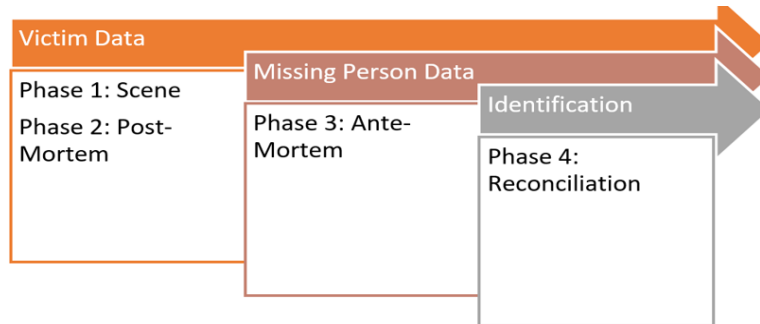 Victim Data
Phase 1: Scene
Phase 2: Post-
Mortem
Missing Person Data
Phase 3: Ante-
Mortem
Identification
Phase 4:
Reconciliation